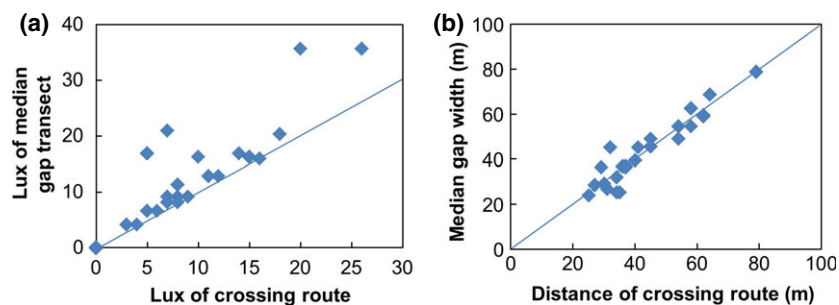 (a)
Lux of median
gap transect
40
30
20
10
0
0 5 10 15 20 25 30
Lux of crossing route
(b)
Median gap width (m)
100
80
60
40
20
0
0 20 40 60 80 100
Distance of crossing route (m)